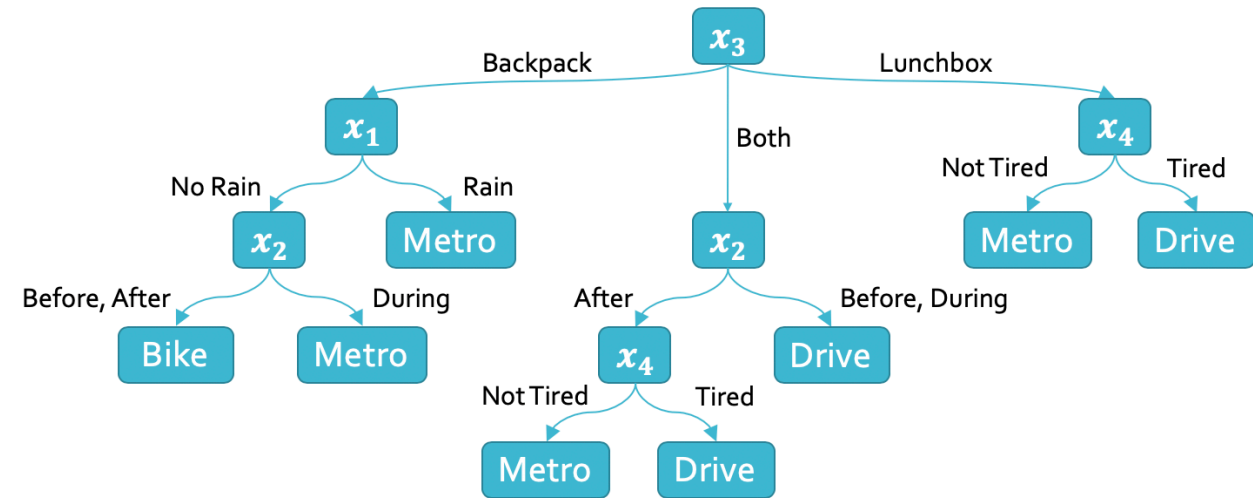 x₃
Backpack
Lunchbox
x₁
Both
x₄
No Rain
Rain
Not Tired
Tired
x₂
Metro
x₂
Metro
Drive
Before, After
During
After
Before, During
Bike
Metro
x₄
Drive
Not Tired
Tired
Metro
Drive